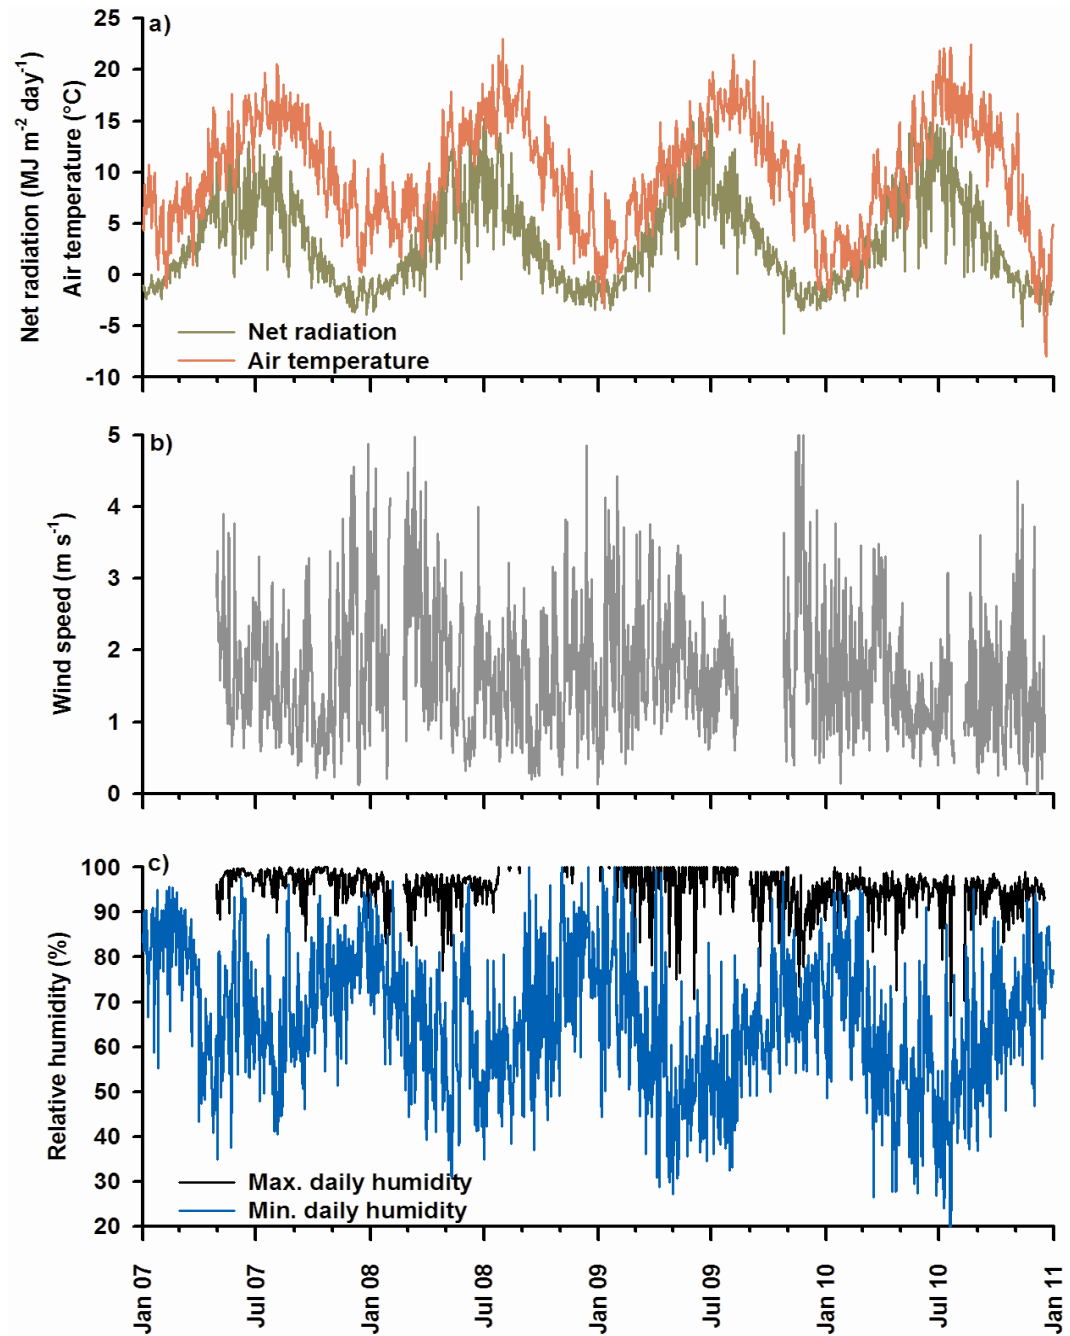 a)
Net radiation (MJ m⁻² day⁻¹)
Air temperature (°C)
25
20
15
10
5
0
-5
-10
Net radiation
Air temperature
b)
Wind speed (m s⁻¹)
5
4
3
2
1
0
c)
Relative humidity (%)
100
90
80
70
60
50
40
30
20
Max. daily humidity
Min. daily humidity
Jan 07
Jul 07
Jan 08
Jul 08
Jan 09
Jul 09
Jan 10
Jul 10
Jan 11